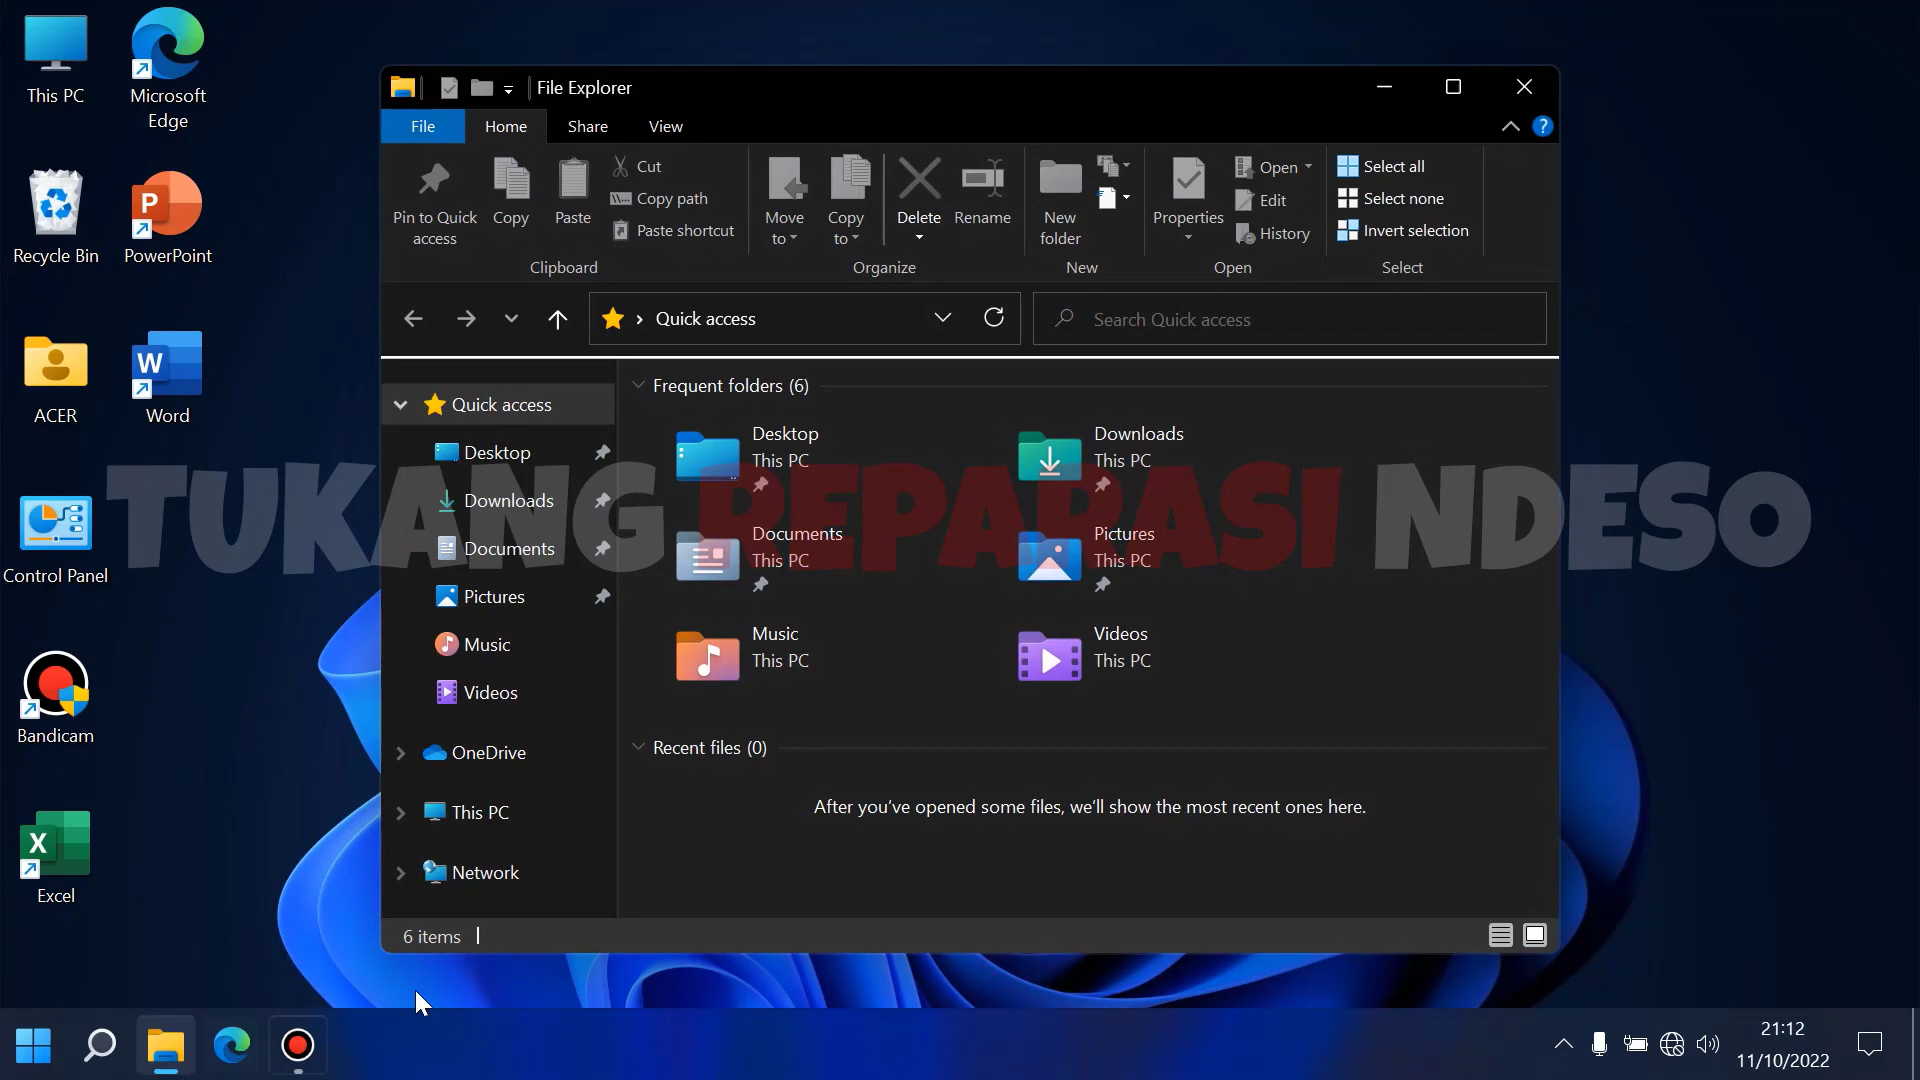 This PC
Microsoft
Edge
Recycle Bin
PowerPoint
ACER
Word
Control Panel
Bandicam
Excel
File Explorer
File
Home
Share
View
Pin to Quick
access
Copy
Paste
Cut
Copy path
Paste shortcut
Clipboard
Move
to
Copy
to
Delete
Rename
Organize
New
folder
New
Properties
Open
Edit
History
Open
Select all
Select none
Invert selection
Select
Quick access
Search Quick access
Quick access
Desktop
Downloads
Documents
Pictures
Music
Videos
OneDrive
This PC
Network
Frequent folders (6)
Desktop
This PC
Downloads
This PC
Documents
This PC
Pictures
This PC
Music
This PC
Videos
This PC
Recent files (0)
After you've opened some files, we'll show the most recent ones here.
TUKANG REPARASI NDESO
6 items
21:12
11/10/2022